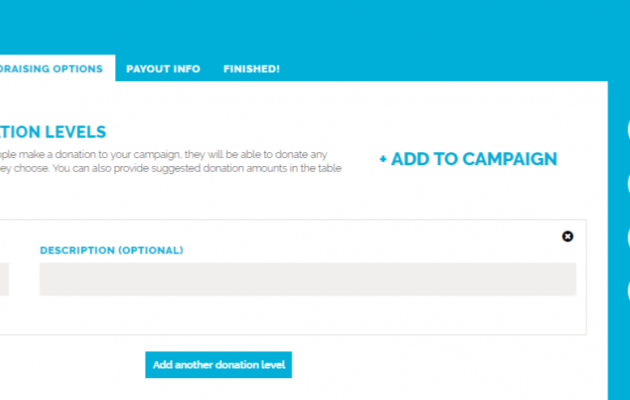 DRAISING OPTIONS PAYOUT INFO FINISHED!
TION LEVELS
ple make a donation to your campaign, they will be able to donate any
ey choose. You can also provide suggested donation amounts in the table
+ ADD TO CAMPAIGN
DESCRIPTION (OPTIONAL)
Add another donation level